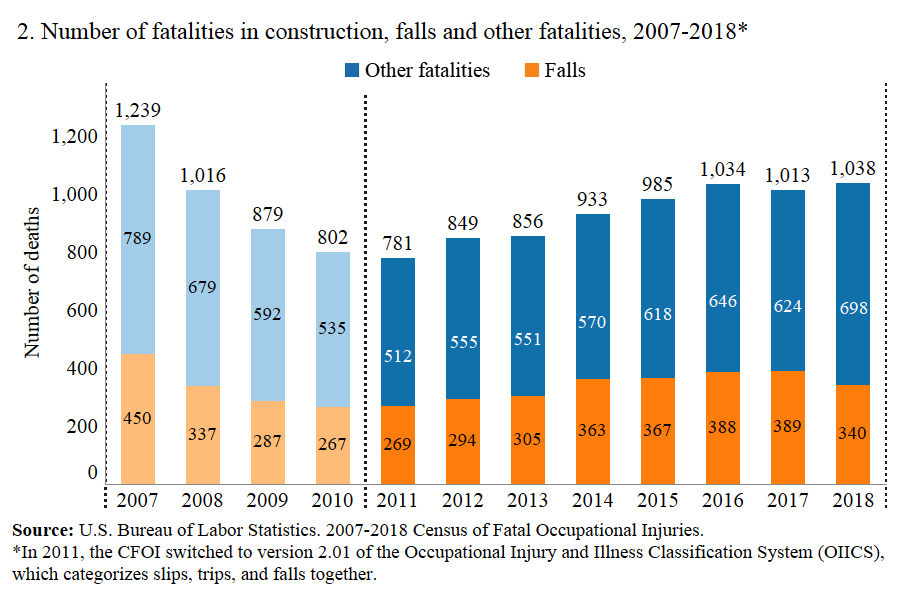 2. Number of fatalities in construction, falls and other fatalities, 2007-2018*
Other fatalities Falls
Number of deaths
1,200
1,000
800
600
400
200
0
1,239 1,016 879 802 781 849 856 933 985 1,034 1,013 1,038
789 679 592 535 512 555 551 570 618 646 624 698
450 337 287 267 269 294 305 363 367 388 389 340
2007 2008 2009 2010 2011 2012 2013 2014 2015 2016 2017 2018
Source: U.S. Bureau of Labor Statistics. 2007-2018 Census of Fatal Occupational Injuries.
*In 2011, the CFOI switched to version 2.01 of the Occupational Injury and Illness Classification System (OIICS),
which categorizes slips, trips, and falls together.